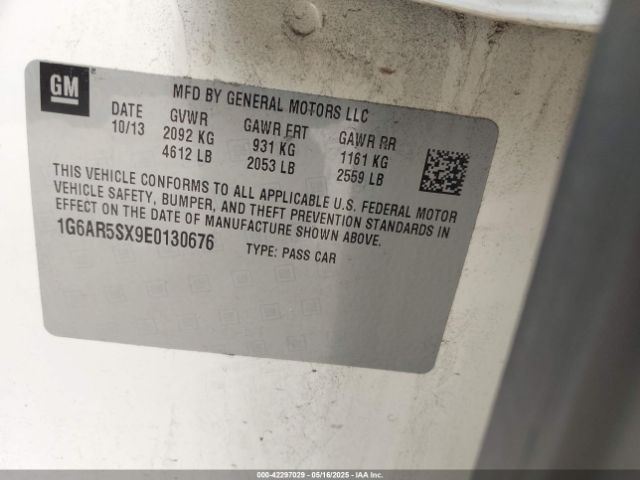 GM
MFD BY GENERAL MOTORS LLC
DATE GVWR GAWR FRT GAWR RR
10/13 2092 KG 931 KG 1161 KG
4612 LB 2053 LB 2559 LB
THIS VEHICLE CONFORMS TO ALL APPLICABLE U.S. FEDERAL MOTOR
VEHICLE SAFETY, BUMPER, AND THEFT PREVENTION STANDARDS IN
EFFECT ON THE DATE OF MANUFACTURE SHOWN ABOVE.
1G6AR5SX9E0130676 TYPE: PASS CAR
000-42297029 - 05/16/2025 - IAAI.COM